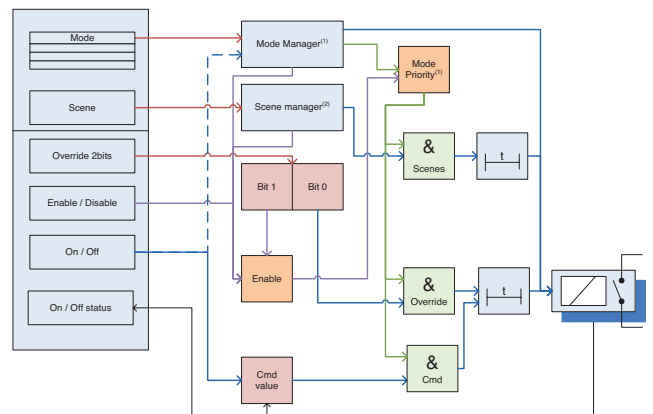 Mode
Mode Manager(1)
Mode
Priority(1)
Scene
Scene manager(2)
&
Scenes
t
Override 2bits
Bit 1
Bit 0
Enable / Disable
On / Off
Enable
&
Override
t
On / Off status
&
Cmd
Cmd
value